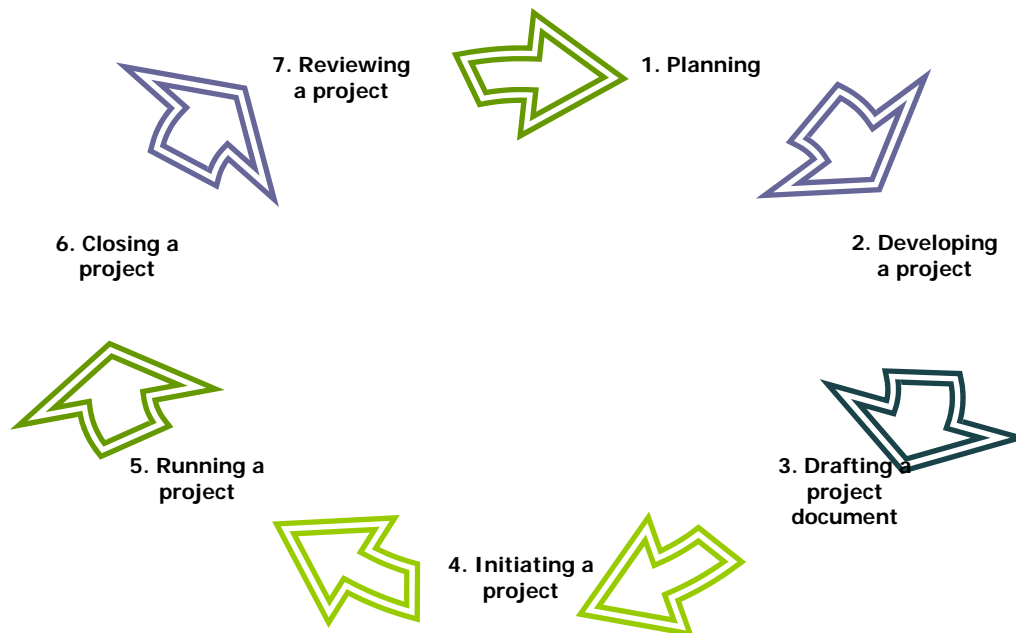 1. Planning
2. Developing
a project
3. Drafting a
project
document
4. Initiating a
project
5. Running a
project
6. Closing a
project
7. Reviewing
a project